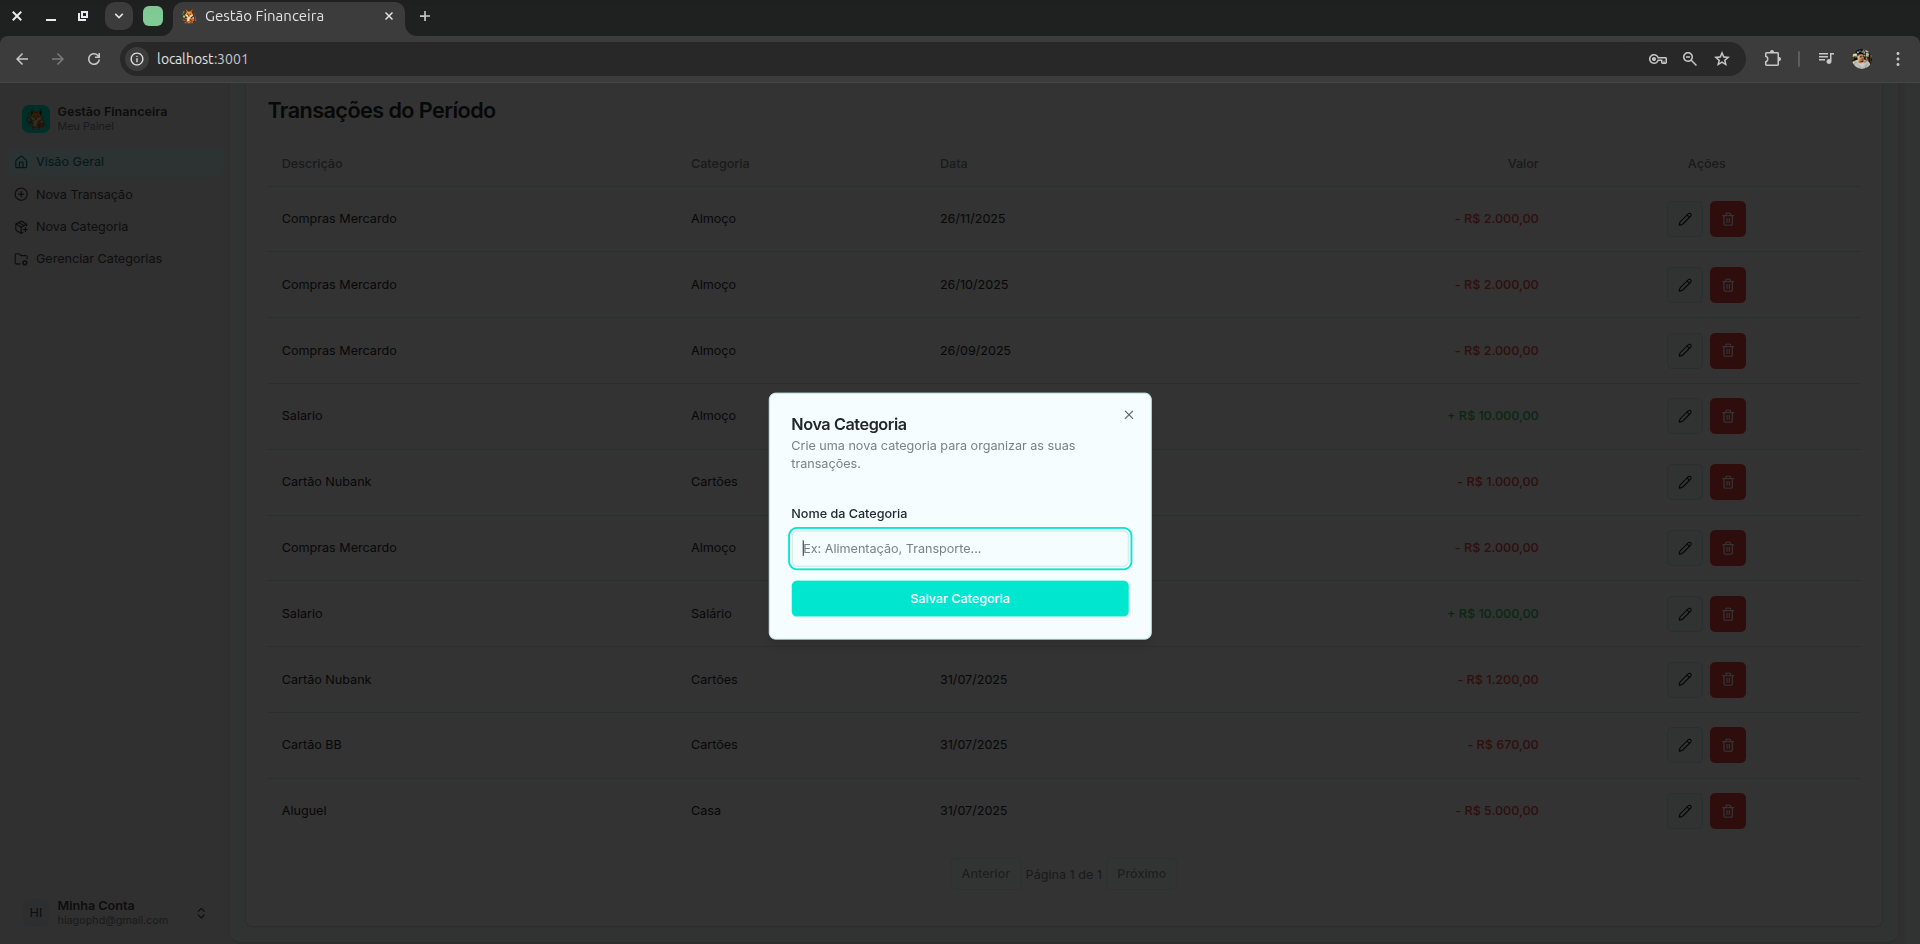 Gestão Financeira
localhost:3001
Gestão Financeira
Meu Painel
Visão Geral
Nova Transação
Nova Categoria
Gerenciar Categorias
Transações do Período
Descrição Categoria Data Valor Ações
Compras Mercardo Almoço 26/11/2025 - R$ 2.000,00
Compras Mercardo Almoço 26/10/2025 - R$ 2.000,00
Compras Mercardo Almoço 26/09/2025 - R$ 2.000,00
Salario Almoço + R$ 10.000,00
Cartão Nubank Cartões - R$ 1.000,00
Compras Mercardo Almoço - R$ 2.000,00
Salario Salário + R$ 10.000,00
Cartão Nubank Cartões 31/07/2025 - R$ 1.200,00
Cartão BB Cartões 31/07/2025 - R$ 670,00
Aluguel Casa 31/07/2025 - R$ 5.000,00
Anterior Página 1 de 1 Próximo
Nova Categoria
Crie uma nova categoria para organizar as suas
transações.
Nome da Categoria
Ex: Alimentação, Transporte...
Salvar Categoria
HI
Minha Conta
hiagophd@gmail.com